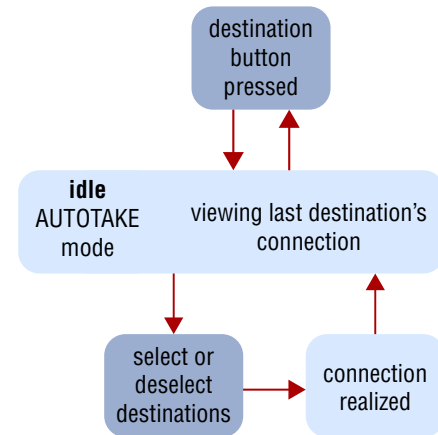 destination
button
pressed
idle
AUTOTAKE
mode
viewing last destination's
connection
select or
deselect
destinations
connection
realized